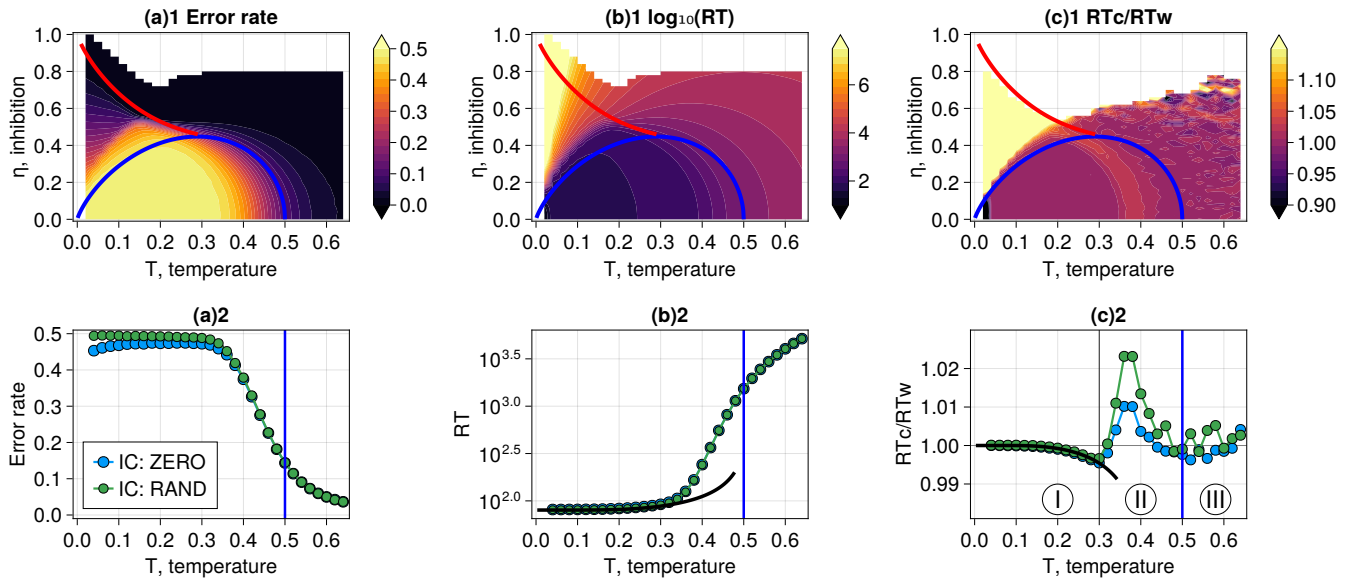 (a)1 Error rate
(b)1 log₁₀(RT)
(c)1 RTc/RTw
η, inhibition
1.0
0.8
0.6
0.4
0.2
0.0
0.0 0.1 0.2 0.3 0.4 0.5 0.6
T, temperature
0.5
0.4
0.3
0.2
0.1
0.0
η, inhibition
1.0
0.8
0.6
0.4
0.2
0.0
0.0 0.1 0.2 0.3 0.4 0.5 0.6
T, temperature
6
4
2
η, inhibition
1.0
0.8
0.6
0.4
0.2
0.0
0.0 0.1 0.2 0.3 0.4 0.5 0.6
T, temperature
1.10
1.05
1.00
0.95
0.90
(a)2
(b)2
(c)2
Error rate
0.5
0.4
0.3
0.2
0.1
0.0
IC: ZERO
IC: RAND
0.0 0.1 0.2 0.3 0.4 0.5 0.6
T, temperature
RT
10³·⁵
10³·⁰
10²·⁵
10²·⁰
0.0 0.1 0.2 0.3 0.4 0.5 0.6
T, temperature
RTc/RTw
1.02
1.01
1.00
0.99
I II III
0.0 0.1 0.2 0.3 0.4 0.5 0.6
T, temperature